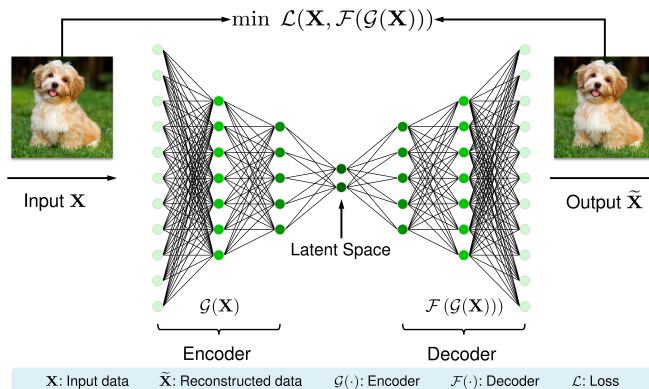 min ℒ(X, ℱ(𝒢(X)))
Input X
Output X̃
Latent Space
𝒢(X)
ℱ(𝒢(X)))
Encoder
Decoder
X: Input data X̃: Reconstructed data 𝒢(·): Encoder ℱ(·): Decoder ℒ: Loss